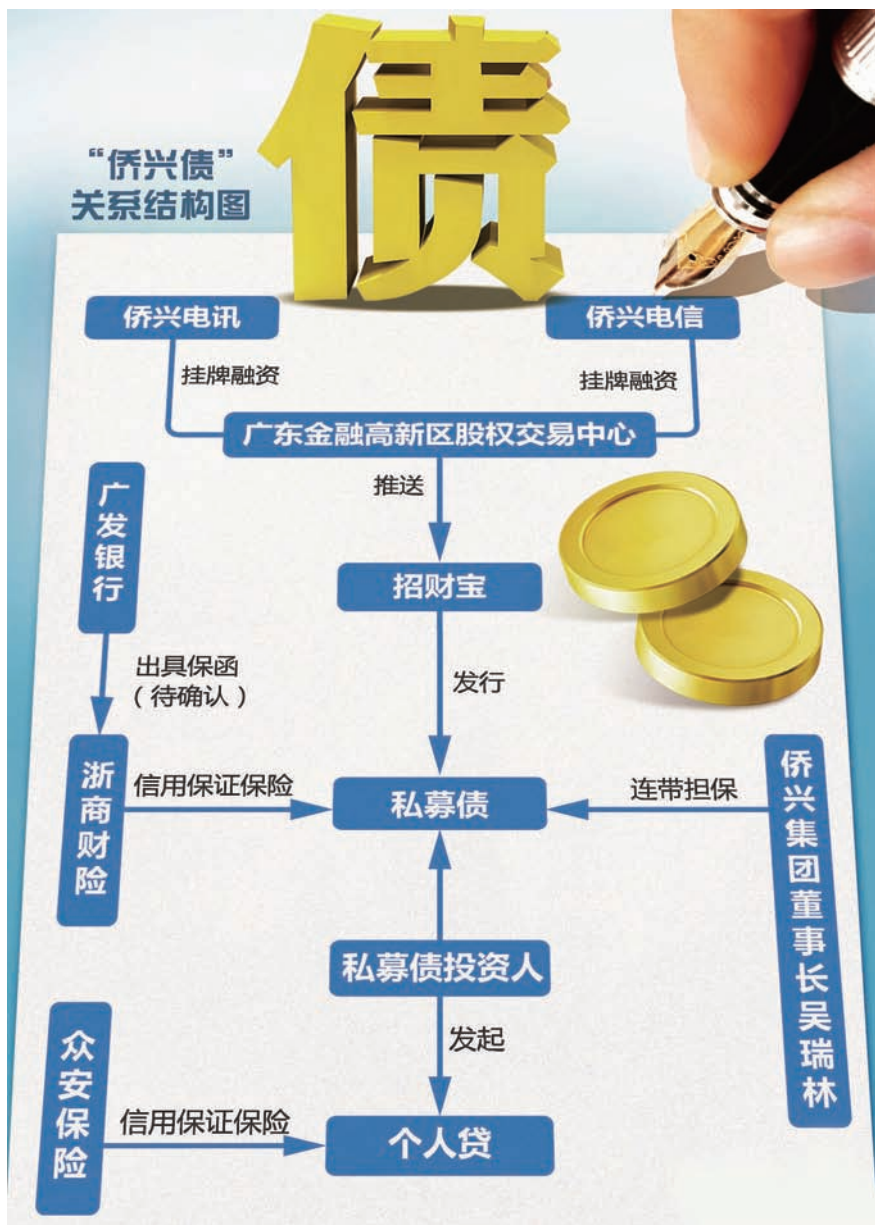 债
“侨兴债”
关系结构图
侨兴电讯
侨兴电信
挂牌融资
挂牌融资
广东金融高新区股权交易中心
推送
广发银行
招财宝
出具保函
（待确认）
发行
浙商财险
信用保证保险
私募债
连带担保
侨兴集团董事长吴瑞林
私募债投资人
发起
众安保险
信用保证保险
个人贷